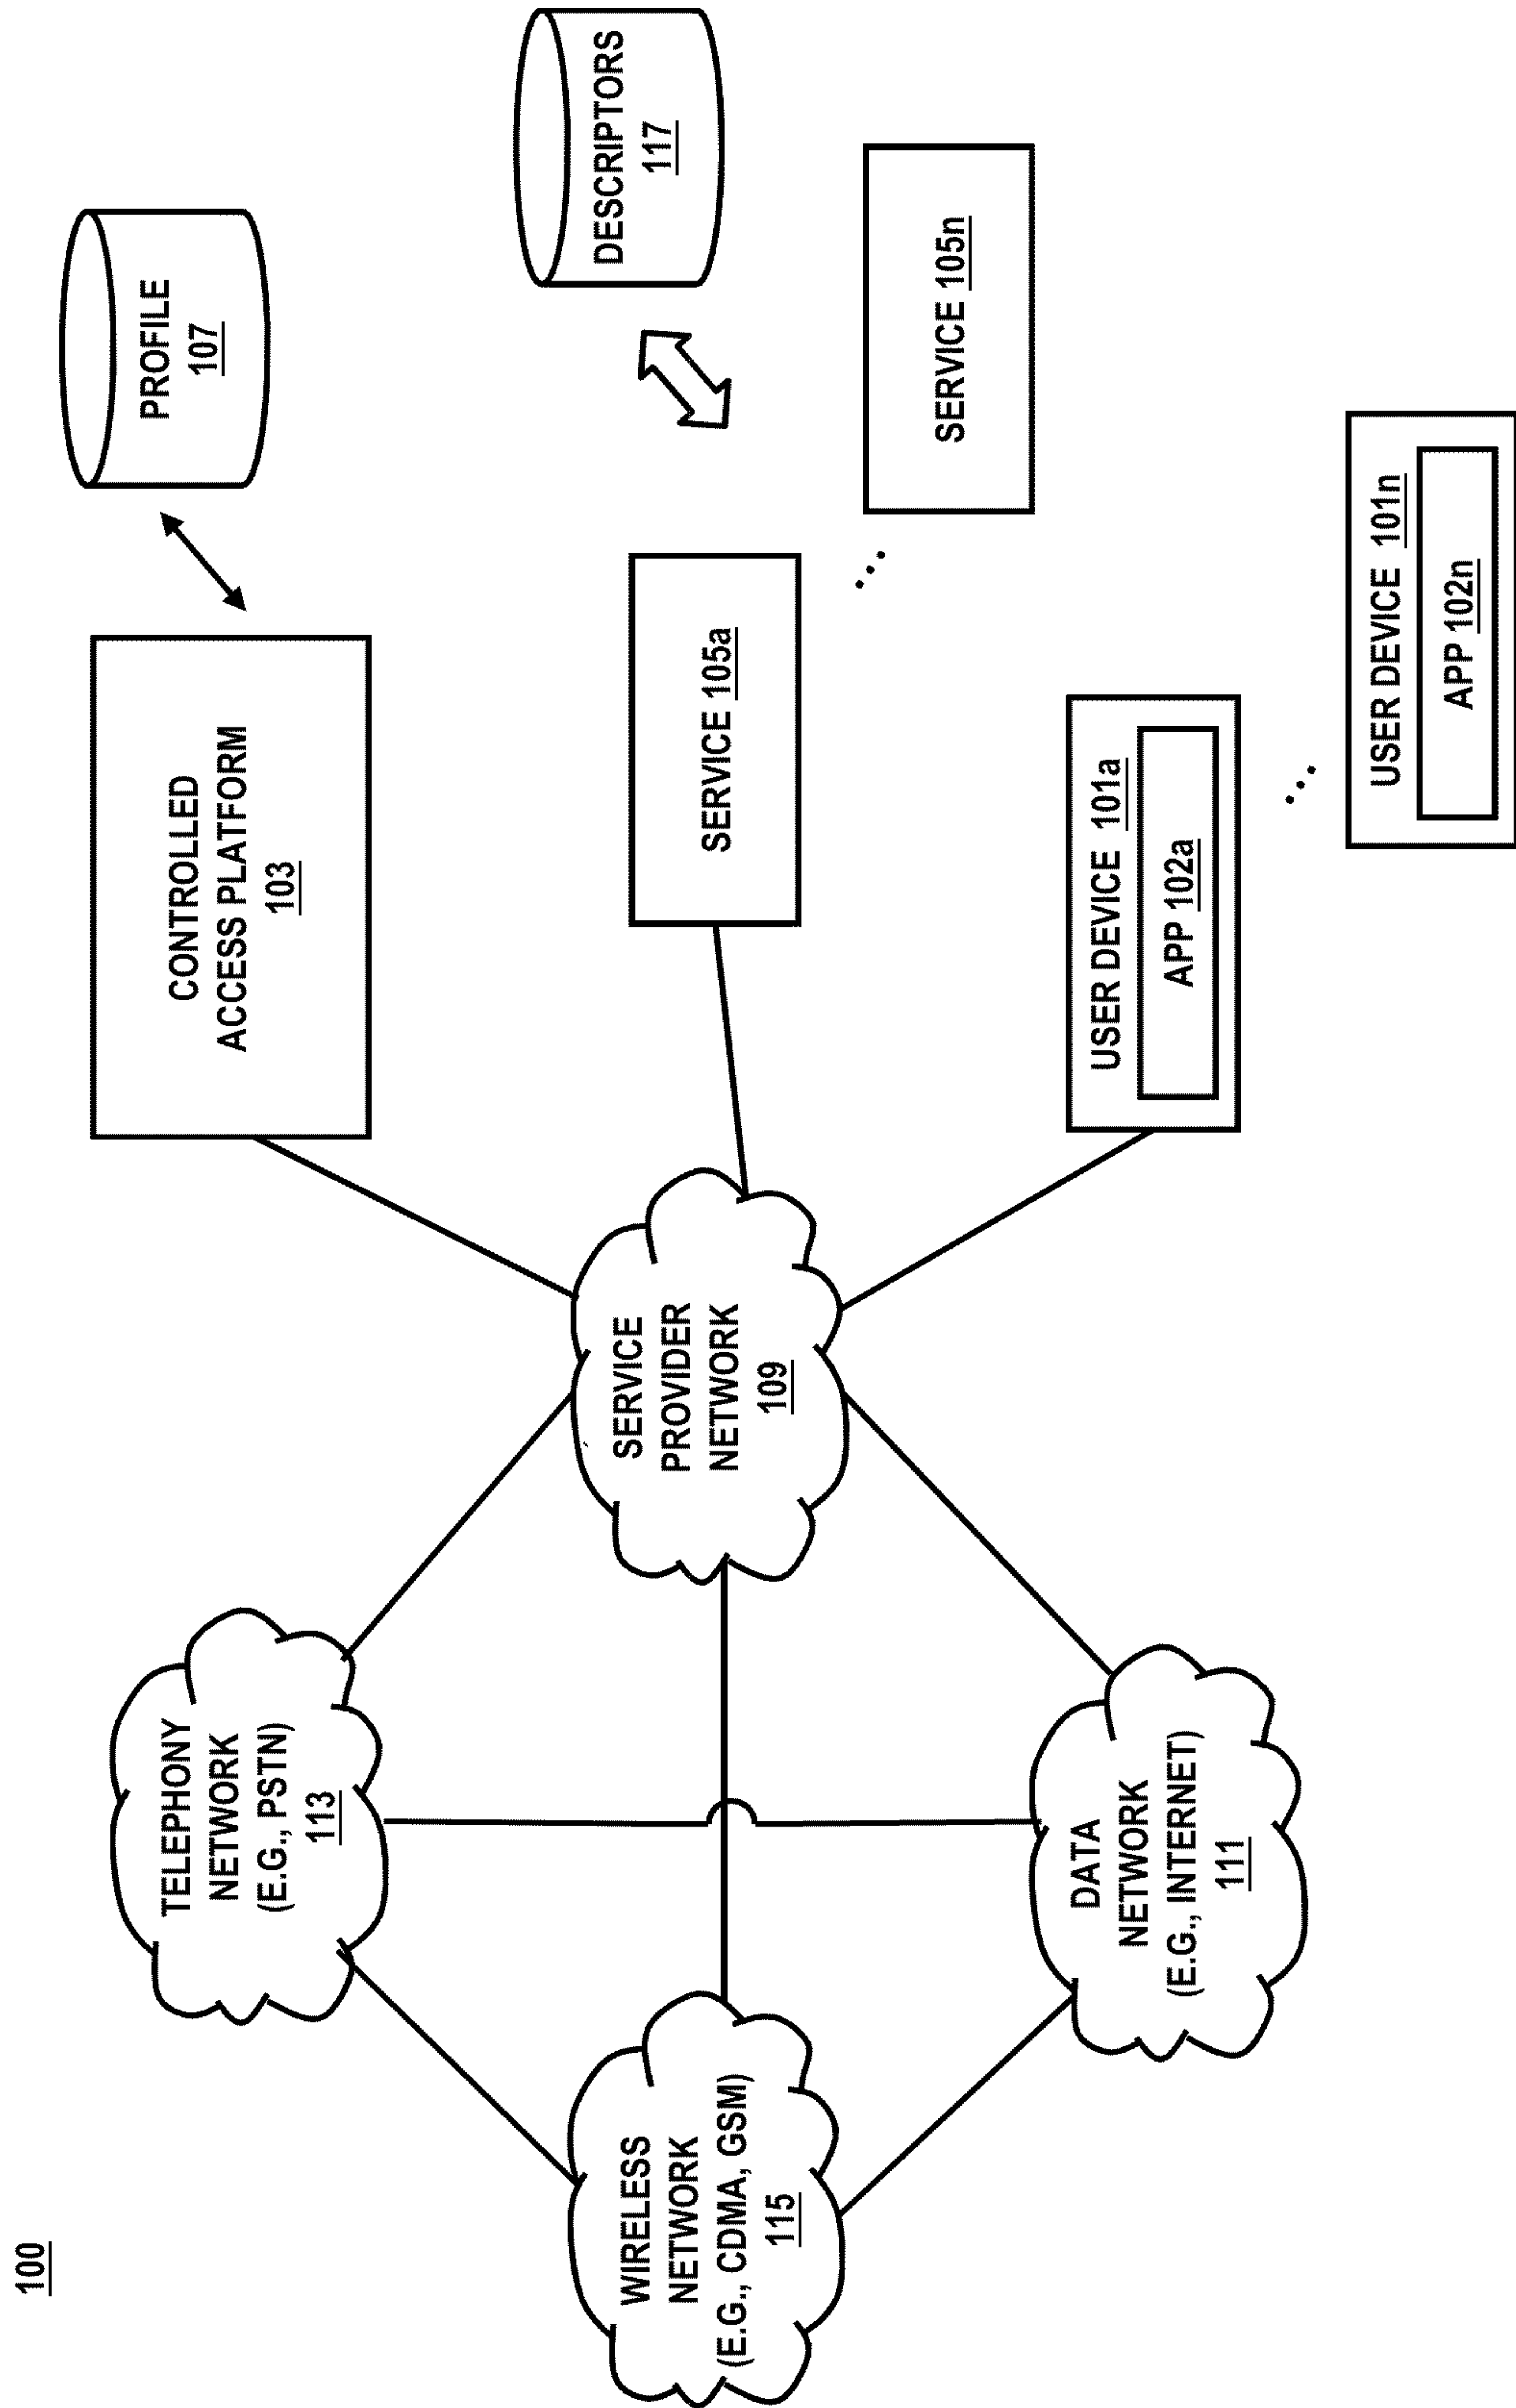 100
TELEPHONY
NETWORK
(E.G., PSTN)
113
WIRELESS
NETWORK
(E.G., CDMA, GSM)
115
DATA
NETWORK
(E.G., INTERNET)
111
SERVICE
PROVIDER
NETWORK
109
CONTROLLED
ACCESS PLATFORM
103
PROFILE
107
DESCRIPTORS
117
SERVICE 105a
...
SERVICE 105n
USER DEVICE 101a
APP 102a
...
USER DEVICE 101n
APP 102n